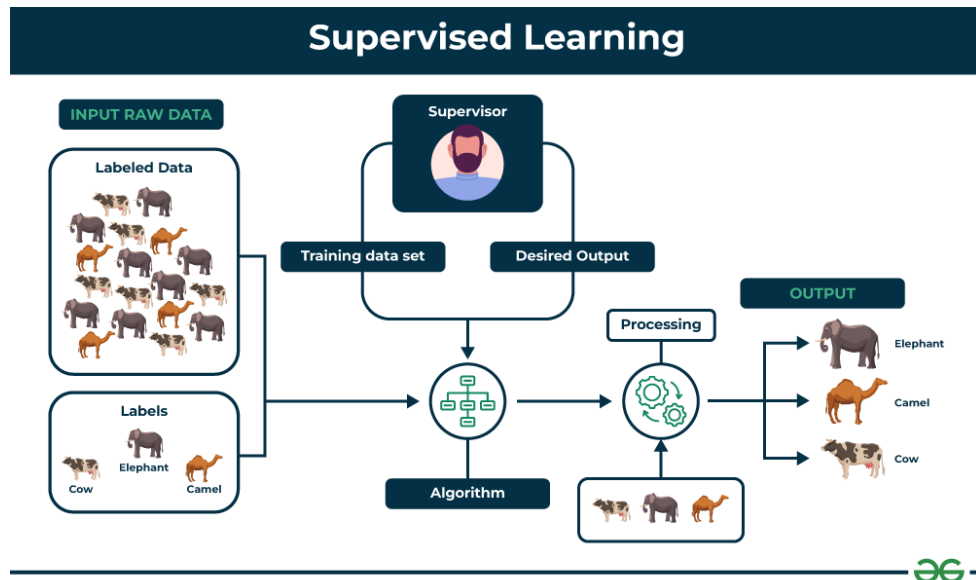 Supervised Learning
INPUT RAW DATA
Labeled Data
Supervisor
Training data set
Desired Output
Labels
Elephant
Cow
Camel
Algorithm
Processing
OUTPUT
Elephant
Camel
Cow